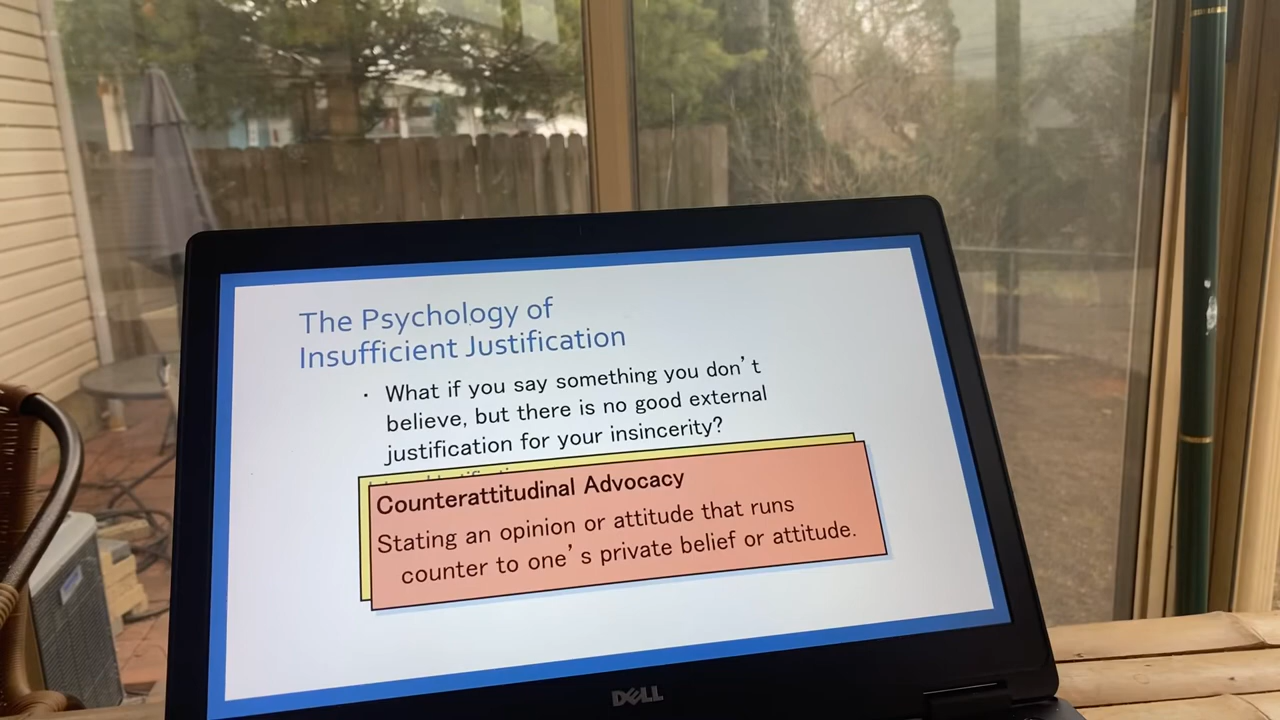 The Psychology of
Insufficient Justification
· What if you say something you don't
believe, but there is no good external
justification for your insincerity?
Counterattitudinal Advocacy
Stating an opinion or attitude that runs
counter to one's private belief or attitude.
DELL